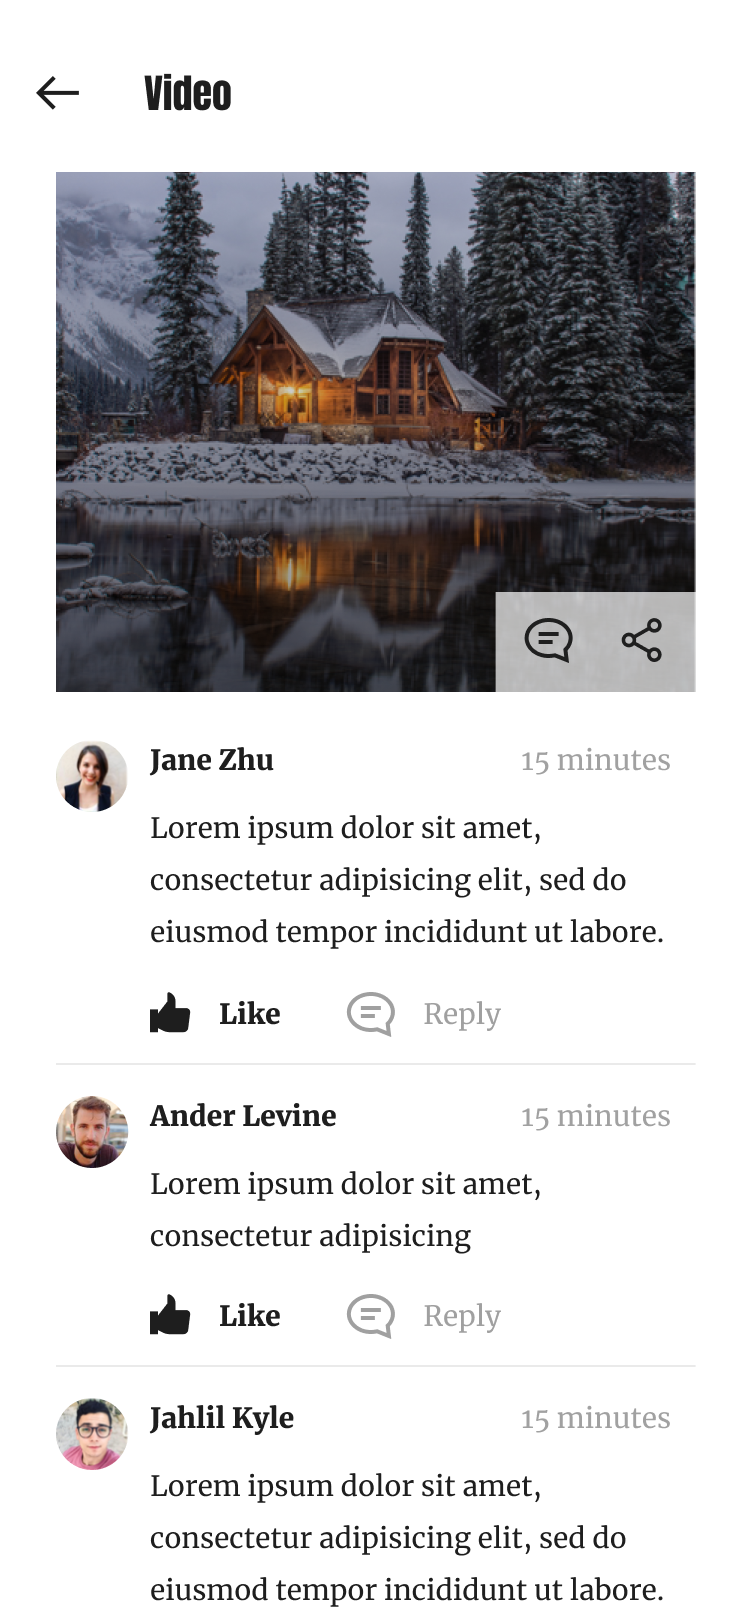 Video
Jane Zhu 15 minutes
Lorem ipsum dolor sit amet,
consectetur adipisicing elit, sed do
eiusmod tempor incididunt ut labore.
Like Reply
Ander Levine 15 minutes
Lorem ipsum dolor sit amet,
consectetur adipisicing
Like Reply
Jahlil Kyle 15 minutes
Lorem ipsum dolor sit amet,
consectetur adipisicing elit, sed do
eiusmod tempor incididunt ut labore.